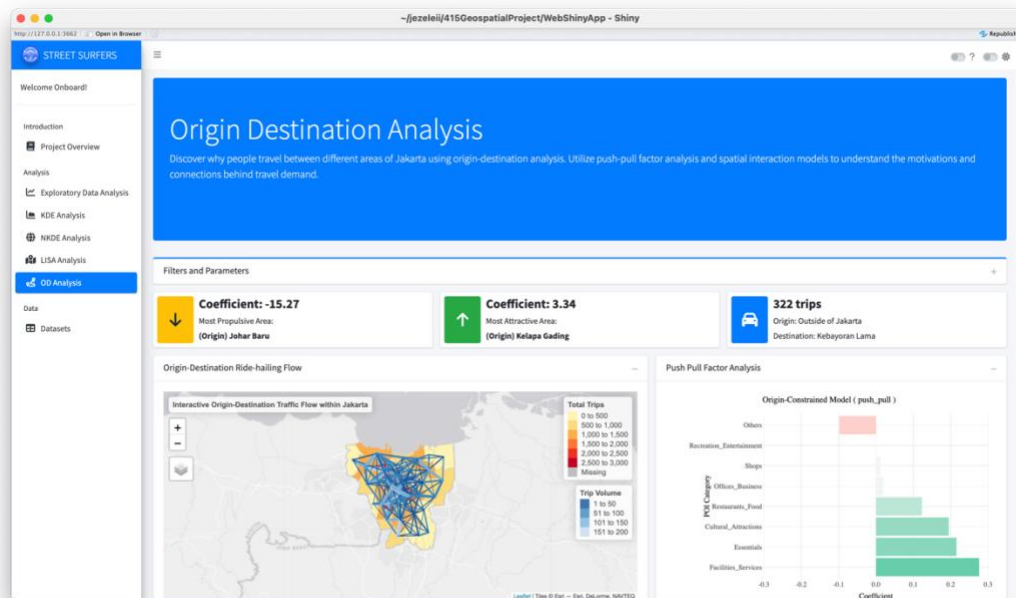 ~/jezeleii/415GeospatialProject/WebShinyApp - Shiny
http://127.0.0.1:3662
Open in Browser
Republish
STREET SURFERS
Welcome Onboard!
Introduction
Project Overview
Analysis
Exploratory Data Analysis
KDE Analysis
NKDE Analysis
LISA Analysis
OD Analysis
Data
Datasets
?
Origin Destination Analysis
Discover why people travel between different areas of Jakarta using origin-destination analysis. Utilize push-pull factor analysis and spatial interaction models to understand the motivations and
connections behind travel demand.
Filters and Parameters
+
Coefficient: -15.27
Most Propulsive Area:
(Origin) Johar Baru
Coefficient: 3.34
Most Attractive Area:
(Origin) Kelapa Gading
322 trips
Origin: Outside of Jakarta
Destination: Kebayoran Lama
Origin-Destination Ride-hailing Flow
−
Interactive Origin-Destination Traffic Flow within Jakarta
+
−
Total Trips
0 to 500
500 to 1,000
1,000 to 1,500
1,500 to 2,000
2,000 to 2,500
2,500 to 3,000
Missing
Trip Volume
1 to 50
51 to 100
101 to 150
151 to 200
Leaflet | Tiles © Esri — Esri, DeLorme, NAVTEQ
Push Pull Factor Analysis
−
Origin-Constrained Model ( push_pull )
POI Category
Others
Recreation_Entertainment
Shops
Offices_Business
Restaurants_Food
Cultural_Attractions
Essentials
Facilities_Services
-0.3 -0.2 -0.1 0.0 0.1 0.2 0.3
Coefficient